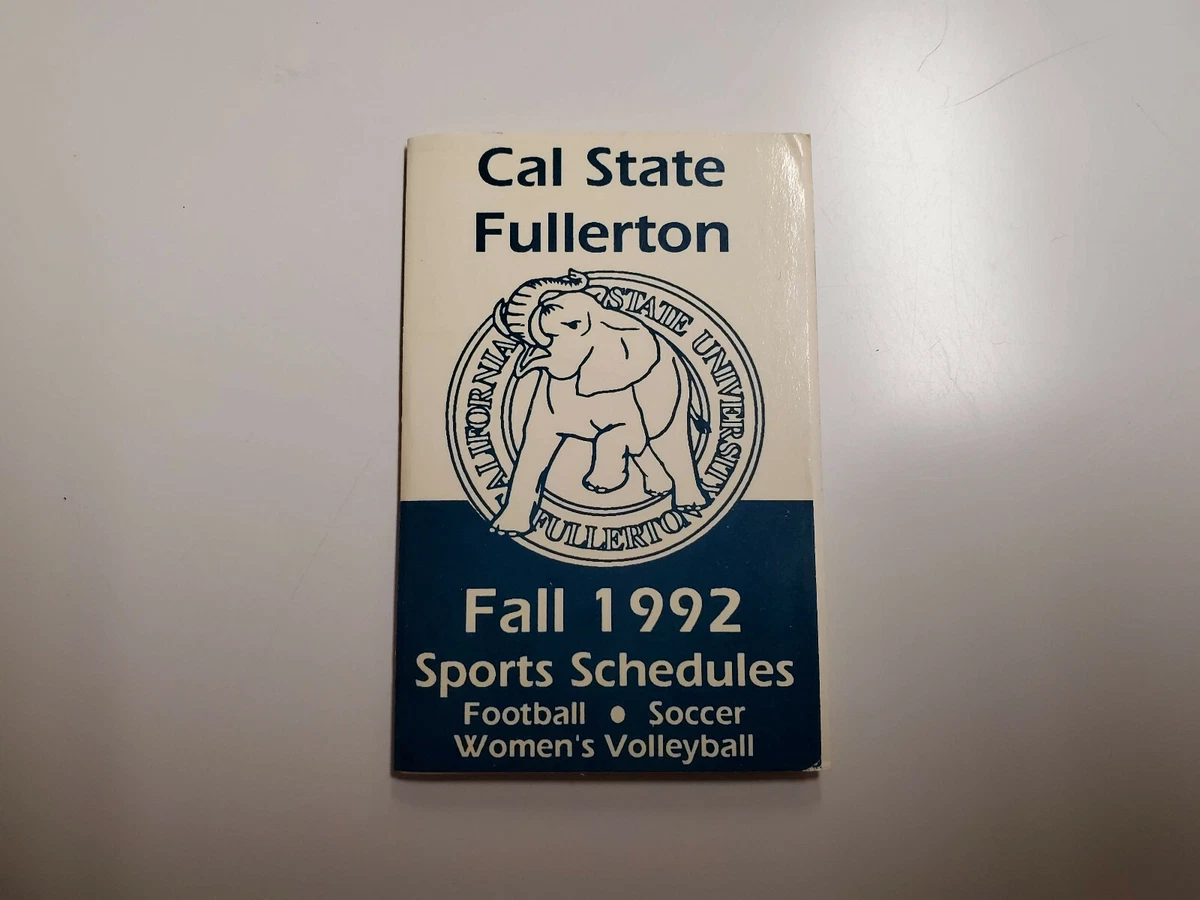 Cal State
Fullerton
CALIFORNIA STATE UNIVERSITY
FULLERTON
Fall 1992
Sports Schedules
Football • Soccer
Women's Volleyball